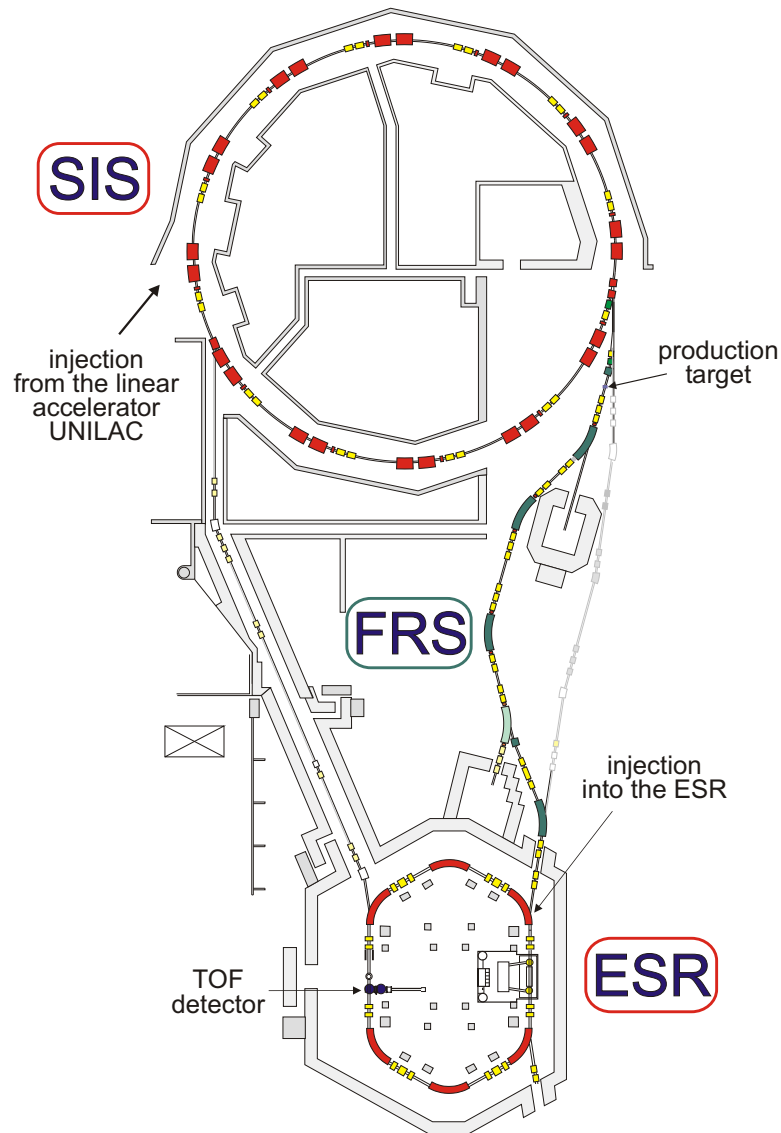 SIS
injection
from the linear
accelerator
UNILAC
production
target
FRS
injection
into the ESR
TOF
detector
ESR